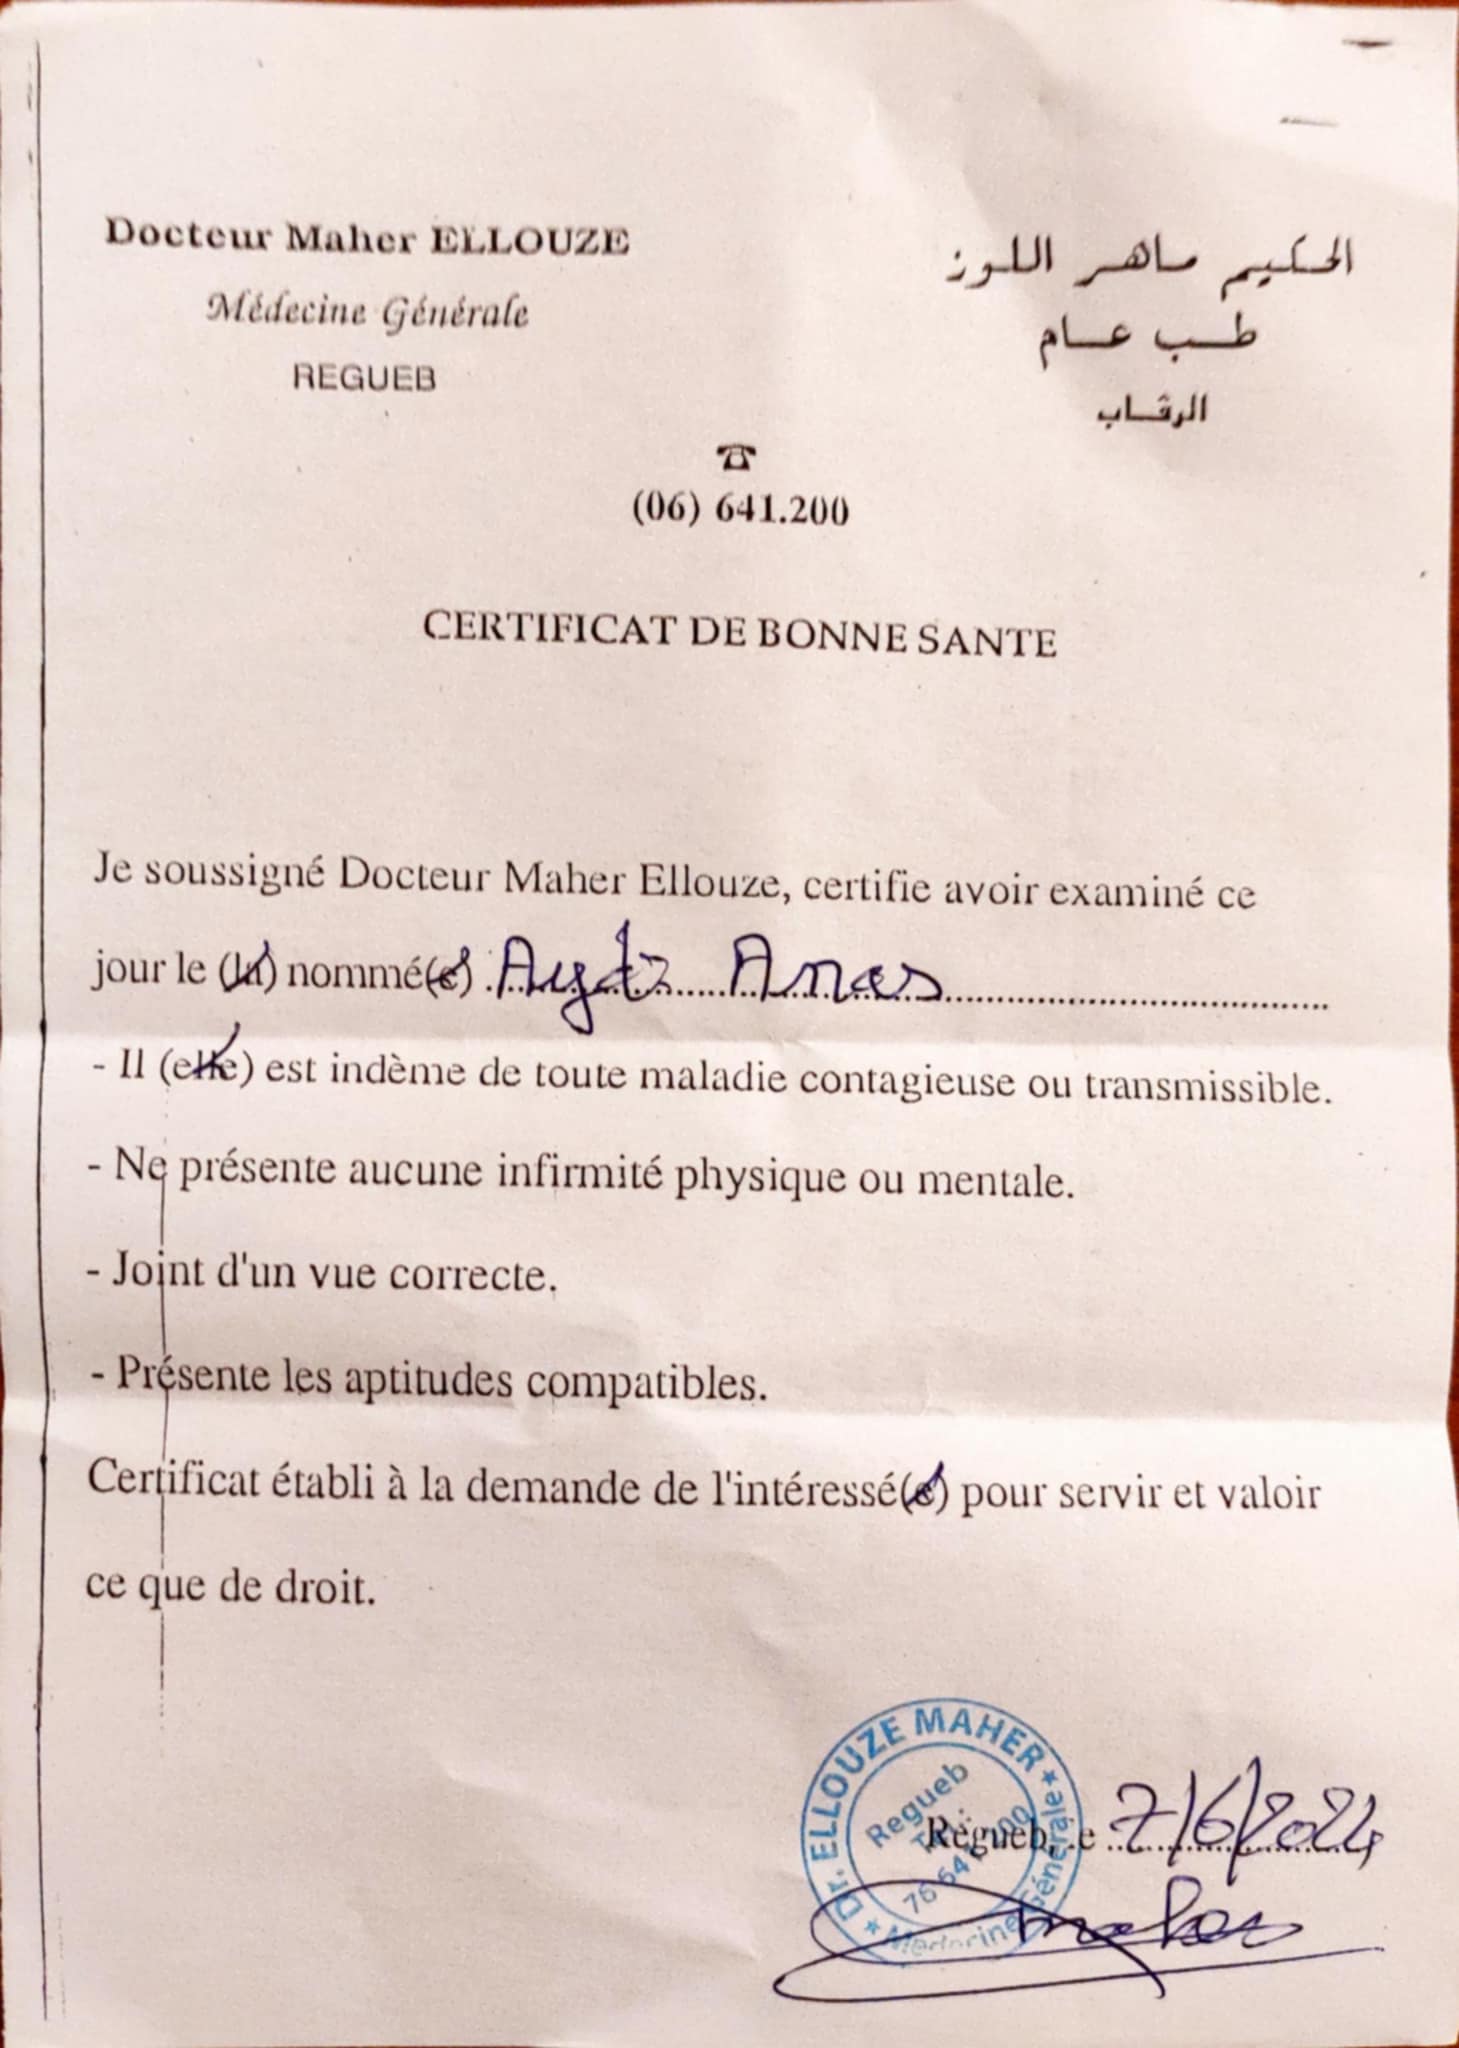 Docteur Maher ELLOUZE
Médecine Générale
REGUEB
الحكيم ماهر اللوز
طب عام
الرقاب
☎
(06) 641.200
CERTIFICAT DE BONNE SANTE
Je soussigné Docteur Maher Ellouze, certifie avoir examiné ce
jour le (la) nommé(e) Aydi Anas
- Il (elle) est indème de toute maladie contagieuse ou transmissible.
- Ne présente aucune infirmité physique ou mentale.
- Joint d'un vue correcte.
- Présente les aptitudes compatibles.
Certificat établi à la demande de l'intéressé(e) pour servir et valoir
ce que de droit.
Dr. ELLOUZE MAHER
Médecine Générale
Regueb
Regueb, le 7/6/2024